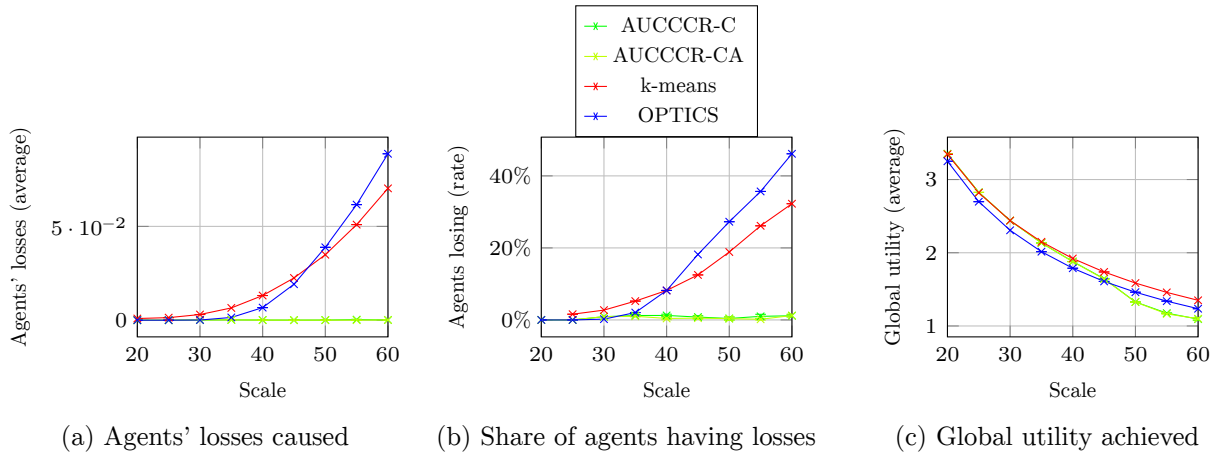 AUCCCR-C
AUCCCR-CA
k-means
OPTICS
Agents' losses (average)
5 · 10⁻²
0
20 30 40 50 60
Scale
(a) Agents' losses caused
Agents losing (rate)
40%
20%
0%
20 30 40 50 60
Scale
(b) Share of agents having losses
Global utility (average)
3
2
1
20 30 40 50 60
Scale
(c) Global utility achieved